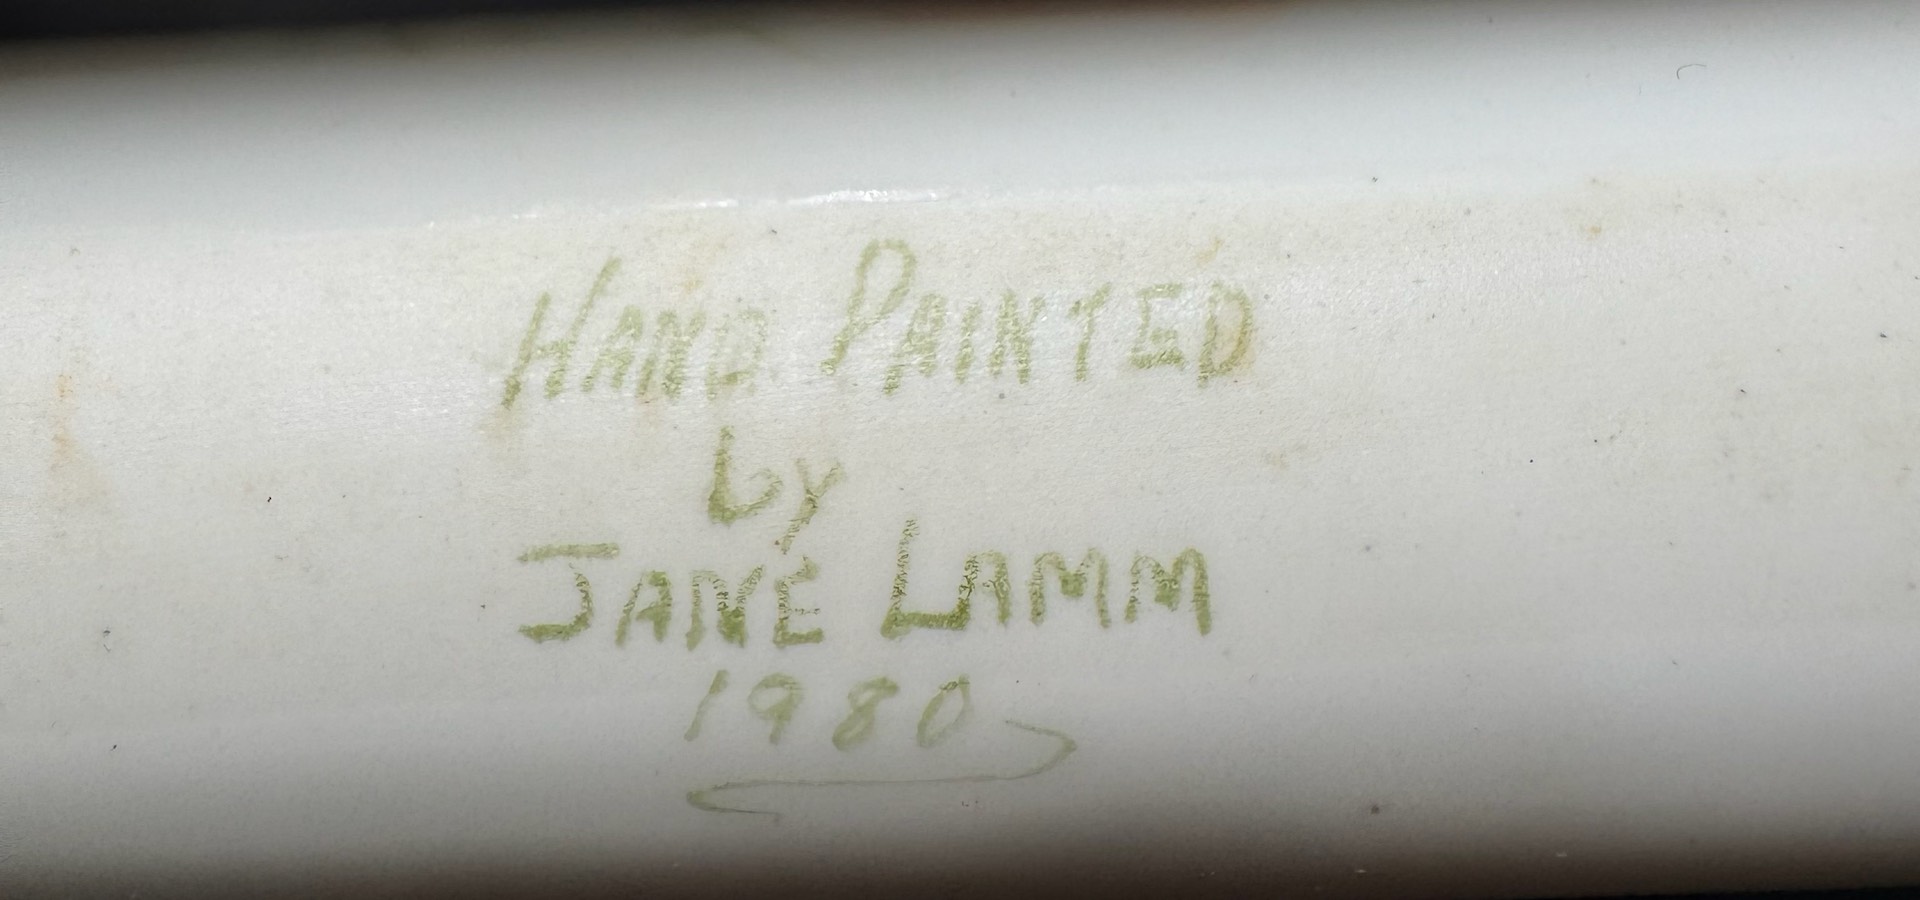 HAND PAINTED
by
JANE LAMM
1980